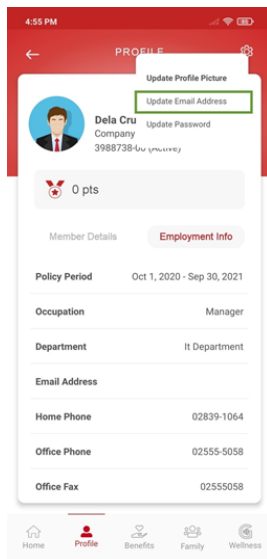 4:55 PM
PROFILE
Update Profile Picture
Update Email Address
Update Password
Dela Cru
Company
3988738-00 (Active)
0 pts
Member Details
Employment Info
Policy Period Oct 1, 2020 - Sep 30, 2021
Occupation Manager
Department It Department
Email Address
Home Phone 02839-1064
Office Phone 02555-5058
Office Fax 02555058
Home Profile Benefits Family Wellness